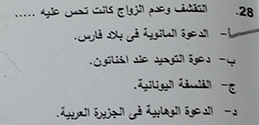 28. التقشف وعدم الزواج كانت تحس عليه .....
أ- الدعوة المانوية فى بلاد فارس.
ب- دعوة التوحيد عند اخناتون.
ج- الفلسفة اليونانية.
د- الدعوة الوهابية فى الجزيرة العربية.